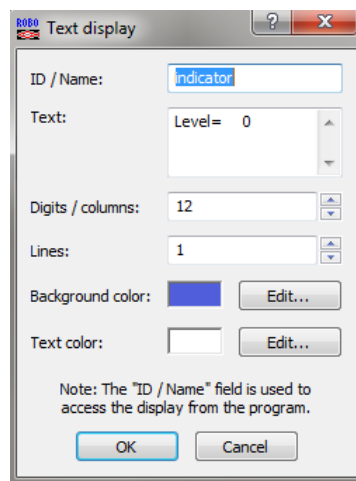 ROBO Text display ? X
ID / Name: indicator
Text: Level= 0
Digits / columns: 12
Lines: 1
Background color: Edit...
Text color: Edit...
Note: The "ID / Name" field is used to
access the display from the program.
OK Cancel